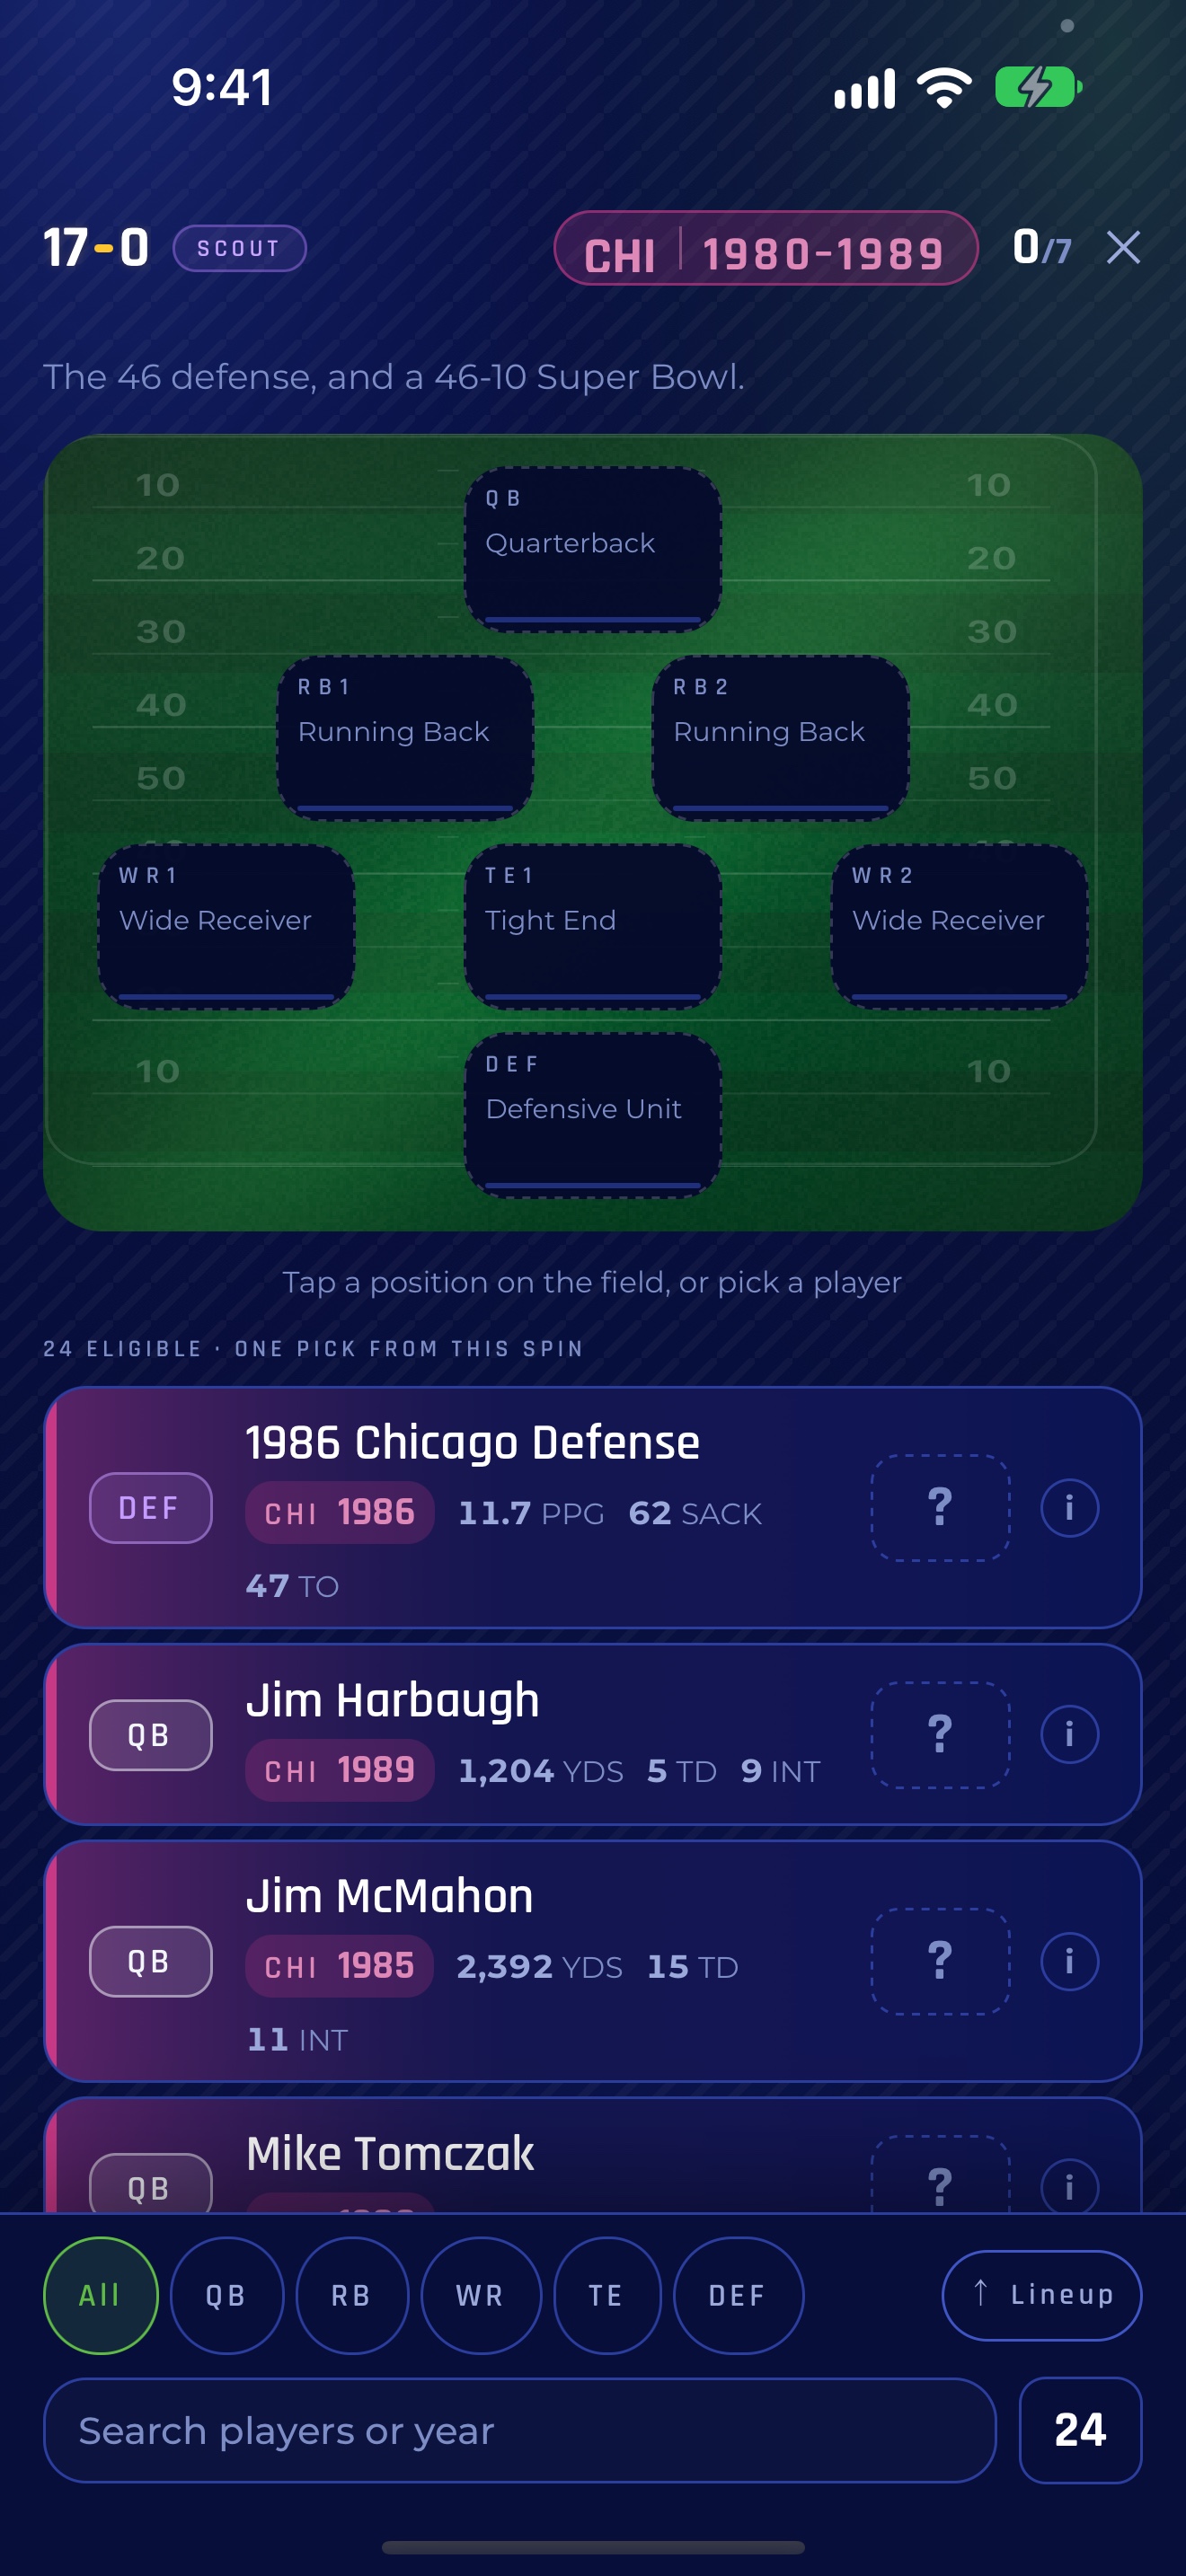 9:41
17-0 SCOUT CHI 1980-1989 0/7
The 46 defense, and a 46-10 Super Bowl.
10 10
QB
Quarterback
20 20
30 30
RB1 RB2
40 40
Running Back Running Back
50 50
WR1 TE1 WR2
Wide Receiver Tight End Wide Receiver
DEF
10 10
Defensive Unit
Tap a position on the field, or pick a player
24 ELIGIBLE · ONE PICK FROM THIS SPIN
1986 Chicago Defense
DEF CHI 1986 11.7 PPG 62 SACK ? i
47 TO
Jim Harbaugh
QB ? i
CHI 1989 1,204 YDS 5 TD 9 INT
Jim McMahon
QB CHI 1985 2,392 YDS 15 TD ? i
11 INT
Mike Tomczak
QB ? i
All QB RB WR TE DEF ↑ Lineup
Search players or year 24